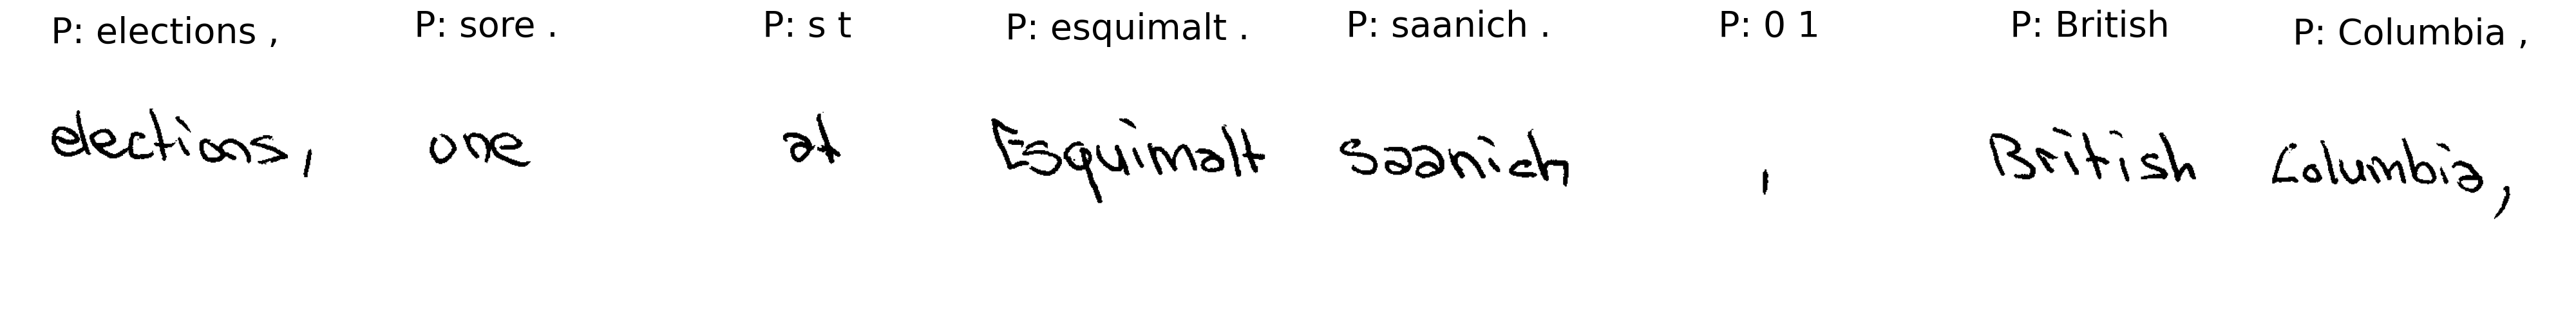 P: elections , P: sore . P: s t P: esquimalt . P: saanich . P: 0 1 P: British P: Columbia ,
elections, one at Esquimalt Saanich , British Columbia,